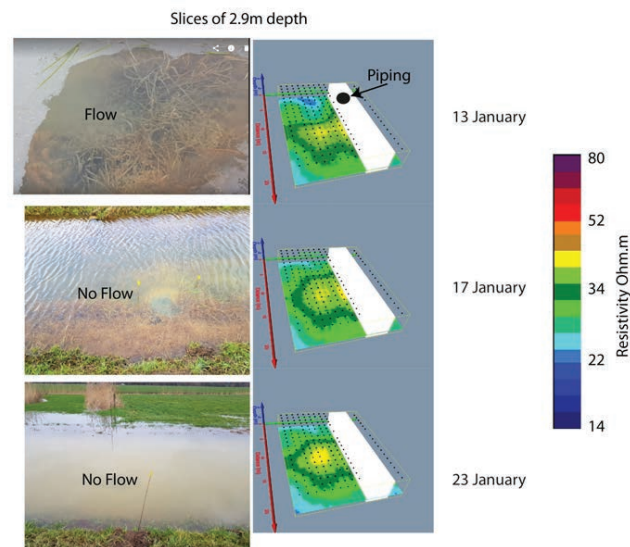 Slices of 2.9m depth
Flow
Piping
13 January
No Flow
17 January
No Flow
23 January
80
52
34
22
14
Resistivity Ohm.m